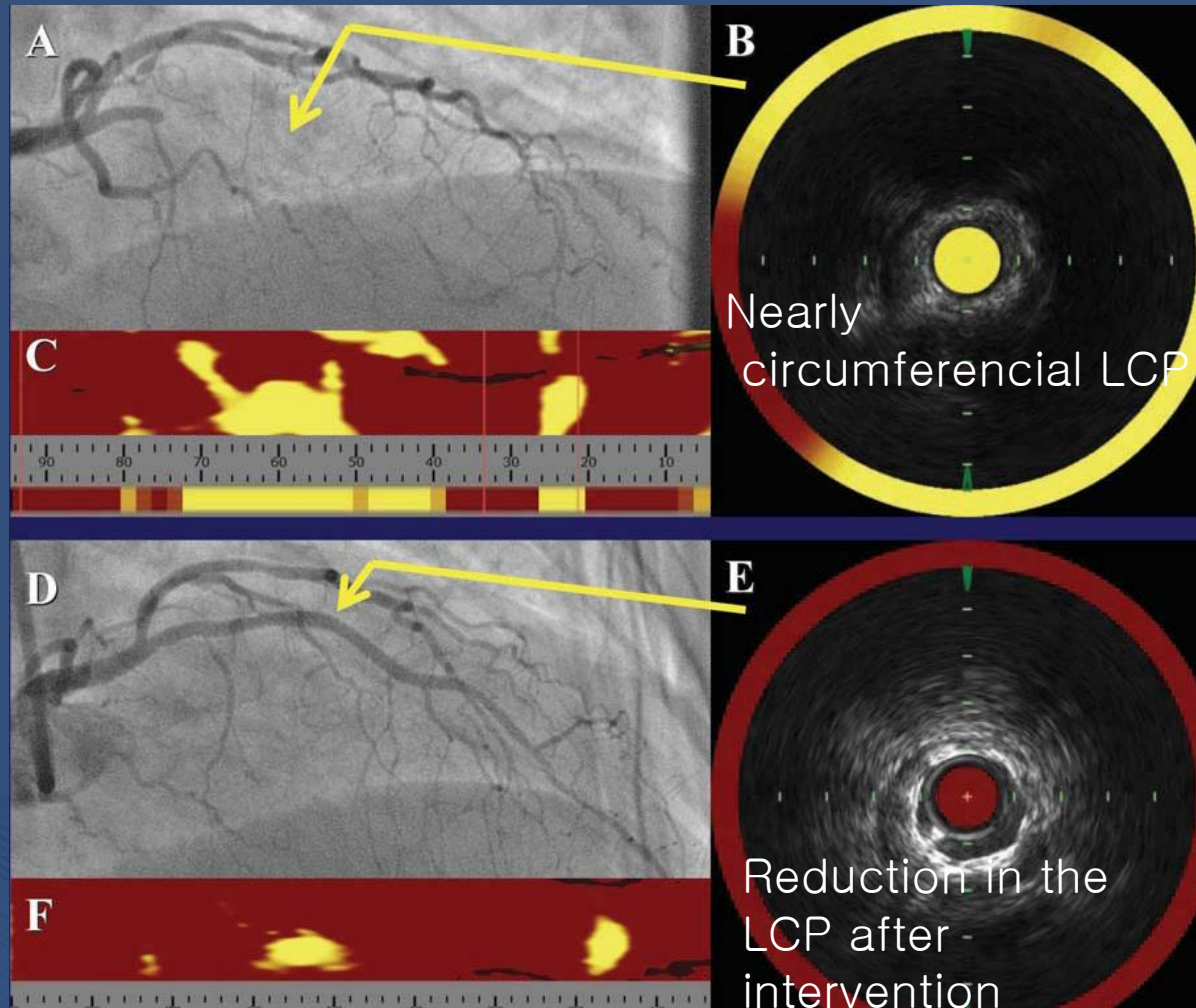 A
B
Nearly
circumferencial LCP
C
90 80 70 60 50 40 30 20 10
D
E
Reduction in the
LCP after
intervention
F